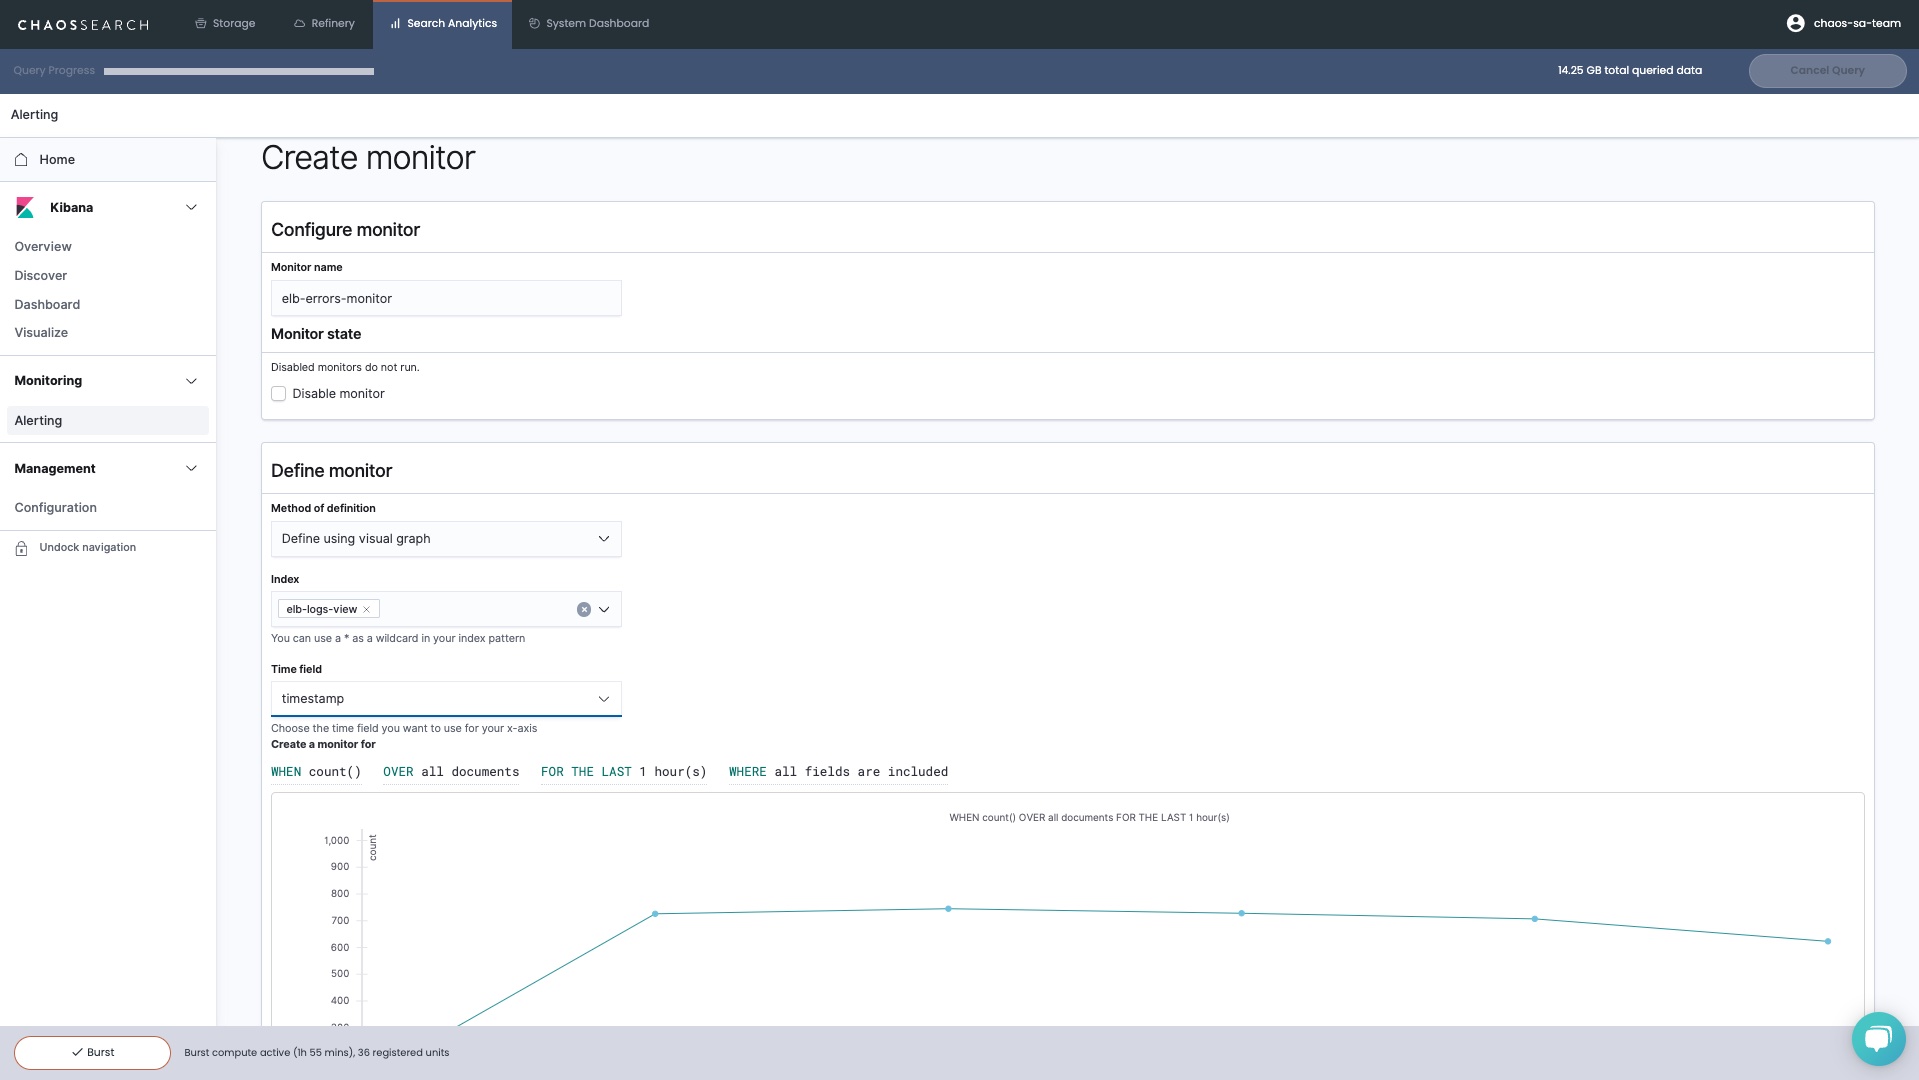 CHAOSSEARCH
Storage
Refinery
Search Analytics
System Dashboard
chaos-sa-team
Query Progress
14.25 GB total queried data
Cancel Query
Alerting
Home
Kibana
Overview
Discover
Dashboard
Visualize
Monitoring
Alerting
Management
Configuration
Undock navigation
Create monitor
Configure monitor
Monitor name
elb-errors-monitor
Monitor state
Disabled monitors do not run.
Disable monitor
Define monitor
Method of definition
Define using visual graph
Index
elb-logs-view
You can use a * as a wildcard in your index pattern
Time field
timestamp
Choose the time field you want to use for your x-axis
Create a monitor for
WHEN count() OVER all documents FOR THE LAST 1 hour(s) WHERE all fields are included
WHEN count() OVER all documents FOR THE LAST 1 hour(s)
count
1,000
900
800
700
600
500
400
Burst
Burst compute active (1h 55 mins), 36 registered units